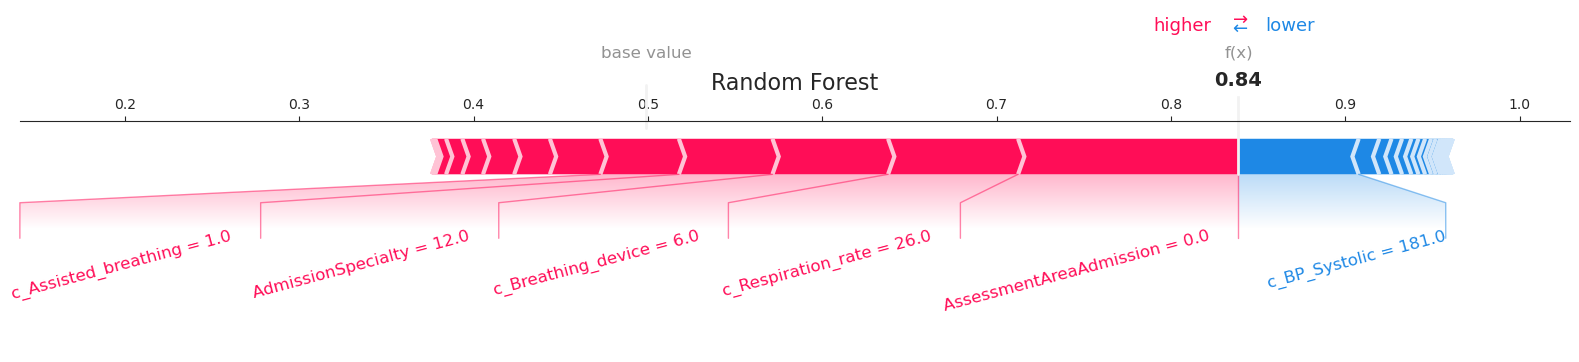 higher ⇄ lower
base value f(x)
Random Forest 0.84
0.2 0.3 0.4 0.5 0.6 0.7 0.8 0.9 1.0
c_Assisted_breathing = 1.0
AdmissionSpecialty = 12.0
c_Breathing_device = 6.0
c_Respiration_rate = 26.0
AssessmentAreaAdmission = 0.0
c_BP_Systolic = 181.0